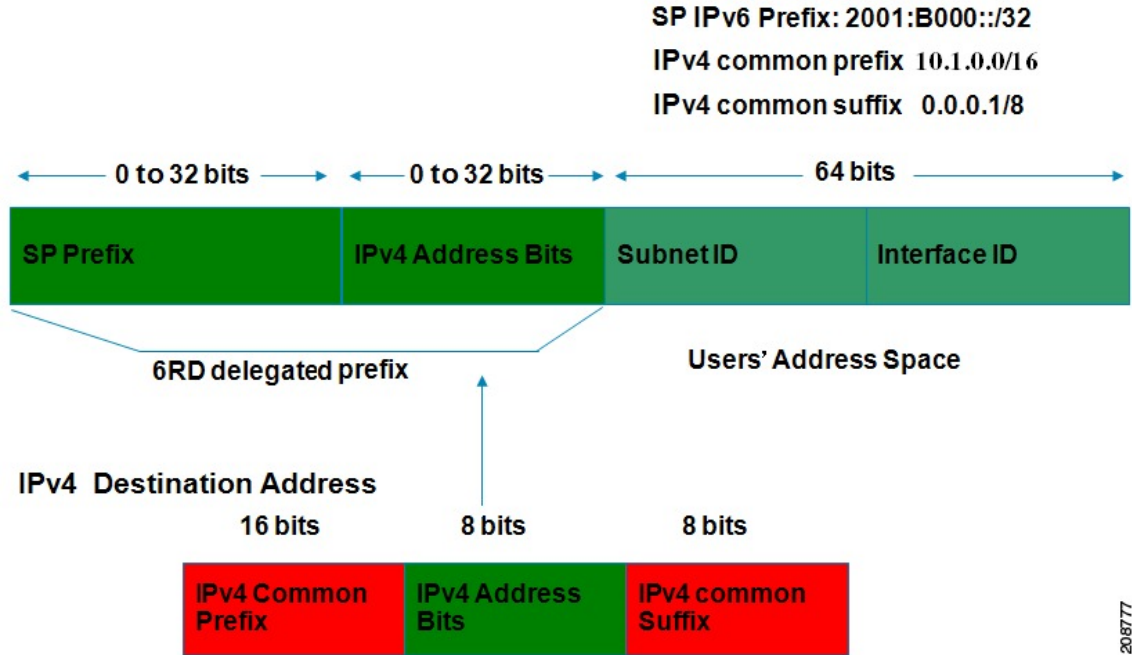 SP IPv6 Prefix: 2001:B000::/32
IPv4 common prefix 10.1.0.0/16
IPv4 common suffix 0.0.0.1/8
0 to 32 bits
0 to 32 bits
64 bits
SP Prefix
IPv4 Address Bits
Subnet ID
Interface ID
6RD delegated prefix
Users’ Address Space
IPv4 Destination Address
16 bits
8 bits
8 bits
IPv4 Common
Prefix
IPv4 Address
Bits
IPv4 common
Suffix
208777